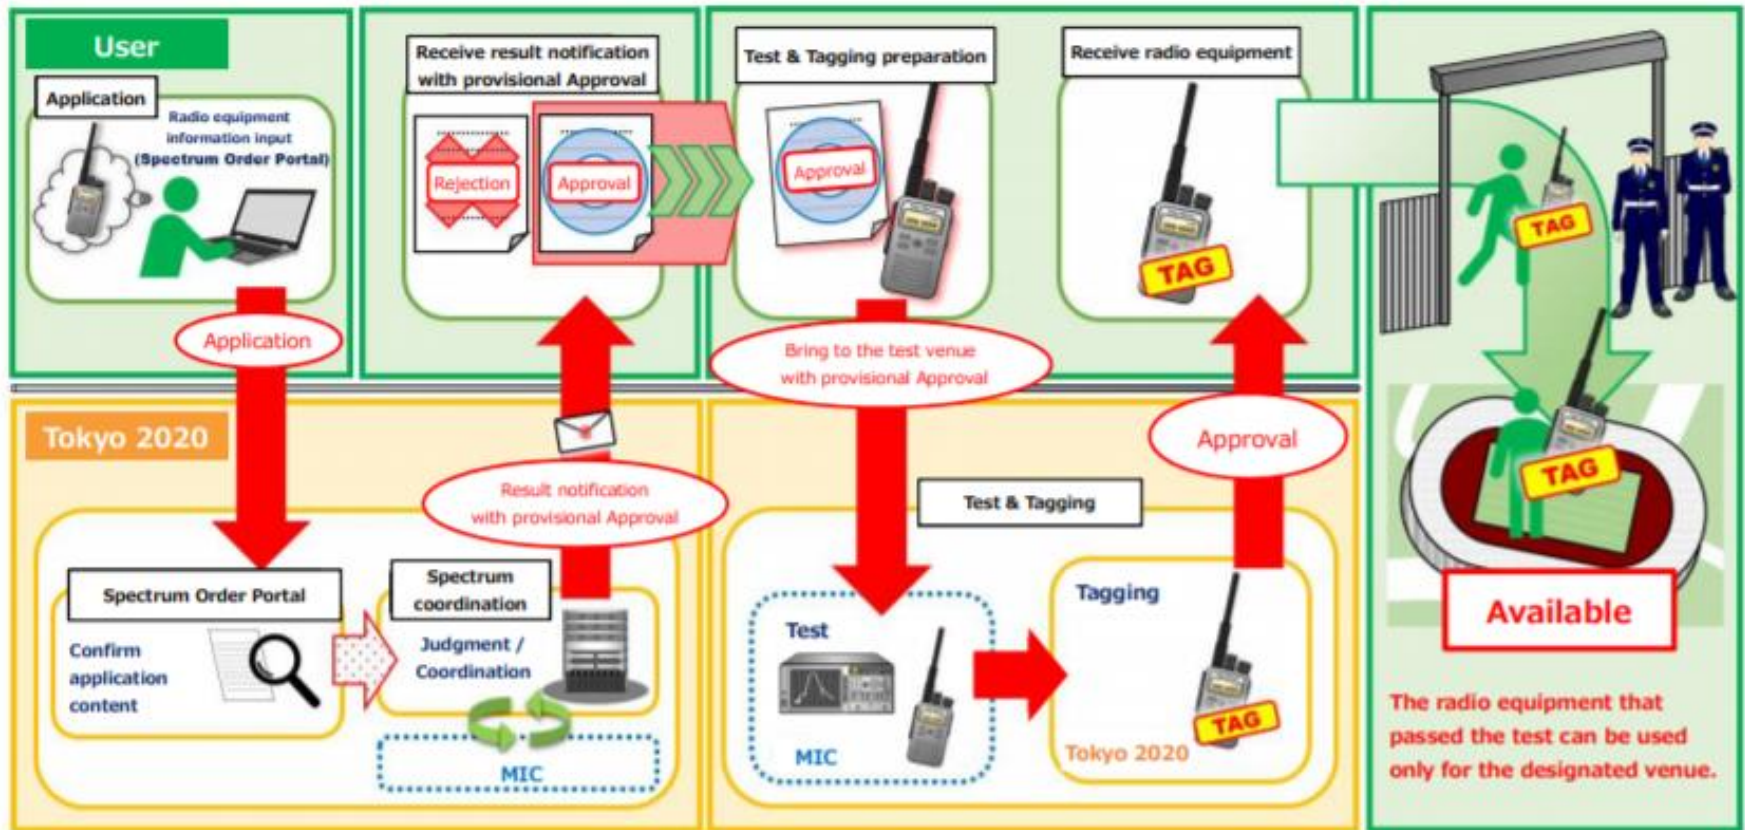 User
Application
Radio equipment
information input
(Spectrum Order Portal)
Application
Receive result notification
with provisional Approval
Rejection
Approval
Test & Tagging preparation
Approval
Receive radio equipment
TAG
TAG
Bring to the test venue
with provisional Approval
Approval
Tokyo 2020
Result notification
with provisional Approval
Spectrum Order Portal
Confirm
application
content
Spectrum
coordination
Judgment /
Coordination
MIC
Test & Tagging
Test
MIC
Tagging
TAG
Tokyo 2020
TAG
Available
The radio equipment that
passed the test can be used
only for the designated venue.